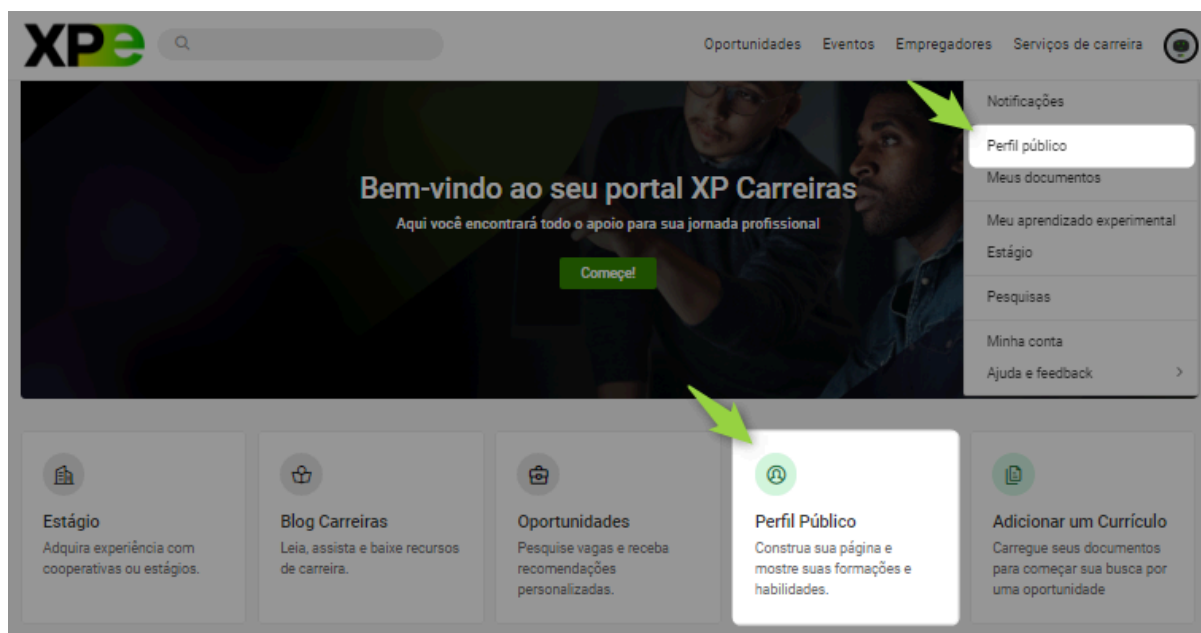 XPe
Oportunidades Eventos Empregadores Serviços de carreira
Notificações
Perfil público
Meus documentos
Meu aprendizado experimental
Estágio
Pesquisas
Minha conta
Ajuda e feedback
Bem-vindo ao seu portal XP Carreiras
Aqui você encontrará todo o apoio para sua jornada profissional
Começe!
Estágio
Adquira experiência com
cooperativas ou estágios.
Blog Carreiras
Leia, assista e baixe recursos
de carreira.
Oportunidades
Pesquise vagas e receba
recomendações
personalizadas.
Perfil Público
Construa sua página e
mostre suas formações e
habilidades.
Adicionar um Currículo
Carregue seus documentos
para começar sua busca por
uma oportunidade